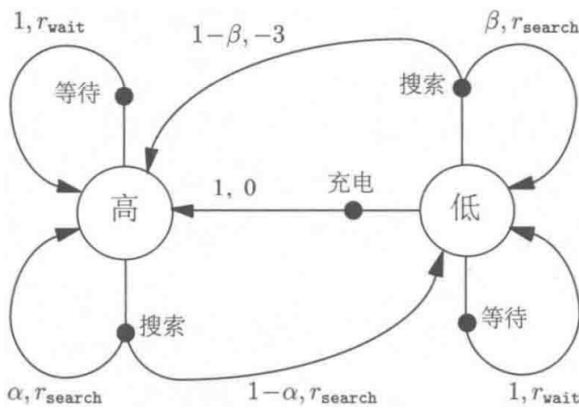 1, r_wait
1−β, −3
β, r_search
等待
搜索
1, 0
充电
高
低
搜索
等待
α, r_search
1−α, r_search
1, r_wait